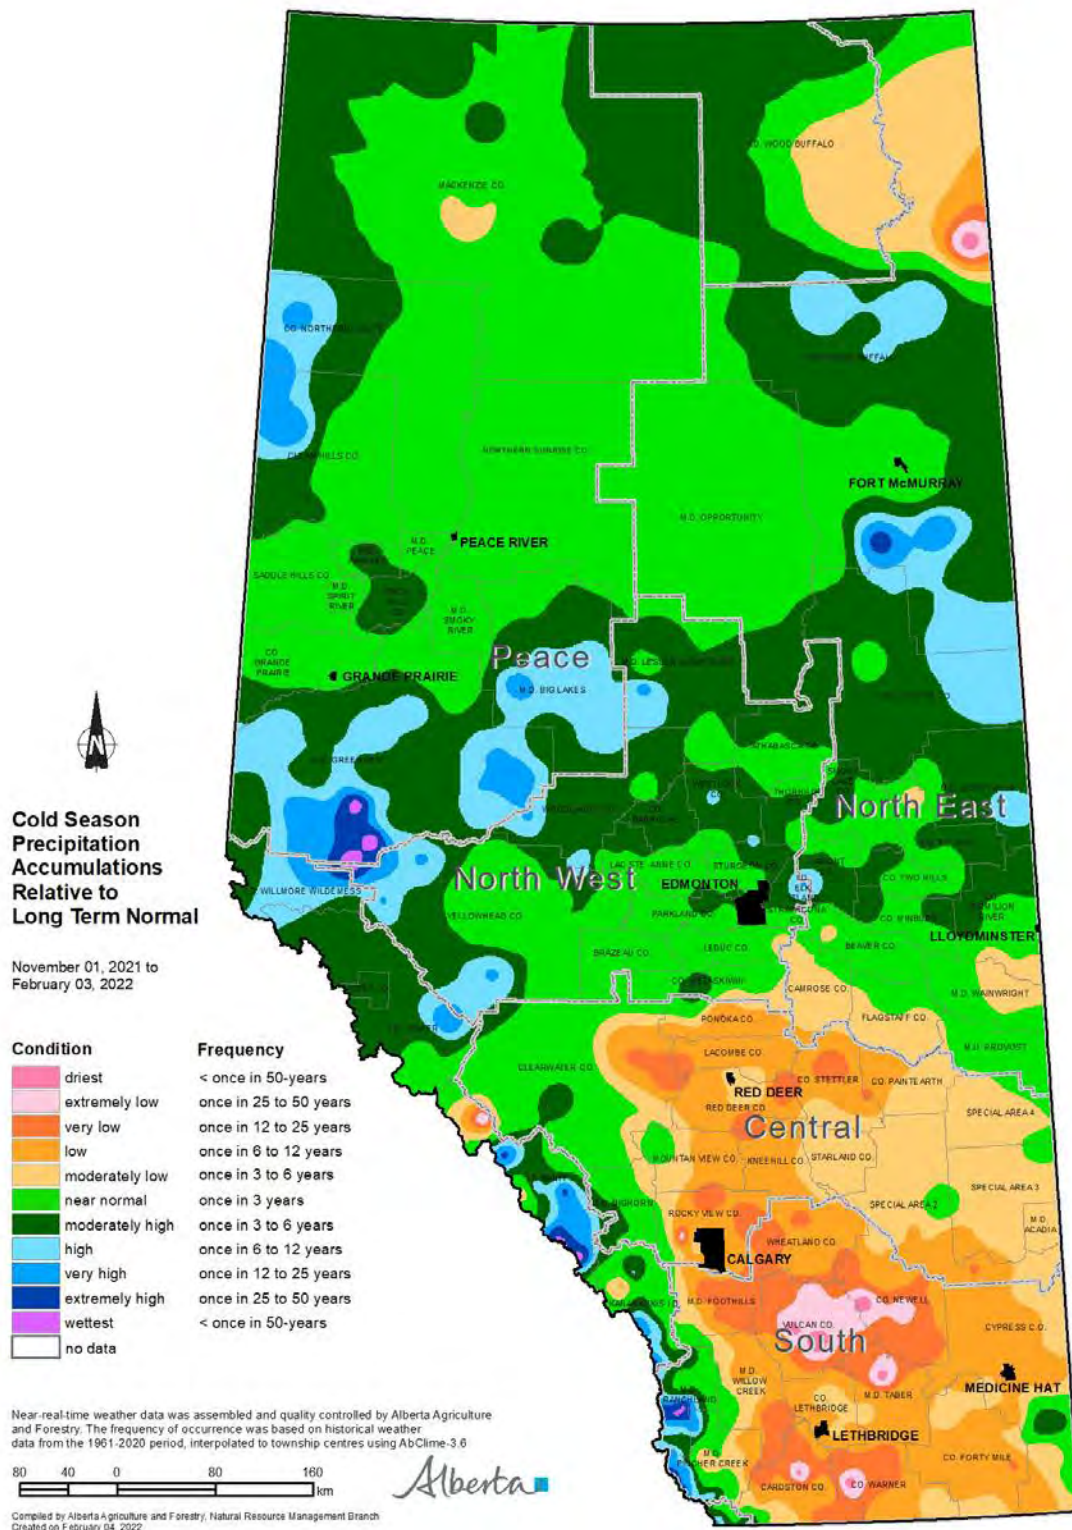 MACKENZIE CO.
FORT McMURRAY
NORTHERN SUNRISE CO.
M.D. OPPORTUNITY
M.D.
PEACE
PEACE RIVER
SADDLE HILLS CO.
M.D.
SPIRIT
RIVER
M.D.
SMOKY
RIVER
CO.
GRANDE
PRAIRIE
GRANDE PRAIRIE
Peace
M.D. BIG LAKES
N
North East
Cold Season
Precipitation
Accumulations
Relative to
Long Term Normal
November 01, 2021 to
February 03, 2022
WILLMORE WILDERNESS
North West
LAC STE. ANNE CO.
STURGEON CO.
EDMONTON
CO. TWO HILLS
YELLOWHEAD CO.
PARKLAND CO.
CO. MINBURN
LLOYDMINSTER
BRAZEAU CO.
LEDUC CO.
BEAVER CO.
CAMROSE CO.
M.D. WAINWRIGHT
FLAGSTAFF CO.
PONOKA CO.
M.D. PROVOST
CLEARWATER CO.
LACOMBE CO.
CO. STETTLER
CO. PAINTEARTH
RED DEER
RED DEER CO.
SPECIAL AREA 4
Central
MOUNTAIN VIEW CO.
KNEEHILL CO.
STARLAND CO.
SPECIAL AREA 3
SPECIAL AREA 2
ROCKY VIEW CO.
M.D.
ACADIA
WHEATLAND CO.
CALGARY
M.D. FOOTHILLS
CO. NEWELL
VULCAN CO.
CYPRESS CO.
South
M.D.
WILLOW
CREEK
M.D. TABER
MEDICINE HAT
CO.
LETHBRIDGE
LETHBRIDGE
CO. FORTY MILE
CARDSTON CO.
CO. WARNER
Condition Frequency
driest < once in 50-years
extremely low once in 25 to 50 years
very low once in 12 to 25 years
low once in 6 to 12 years
moderately low once in 3 to 6 years
near normal once in 3 years
moderately high once in 3 to 6 years
high once in 6 to 12 years
very high once in 12 to 25 years
extremely high once in 25 to 50 years
wettest < once in 50-years
no data
Near-real-time weather data was assembled and quality controlled by Alberta Agriculture
and Forestry. The frequency of occurrence was based on historical weather
data from the 1961-2020 period, interpolated to township centres using AbClime-3.6
80 40 0 80 160
km
Alberta
Compiled by Alberta Agriculture and Forestry, Natural Resource Management Branch
Created on February 04, 2022